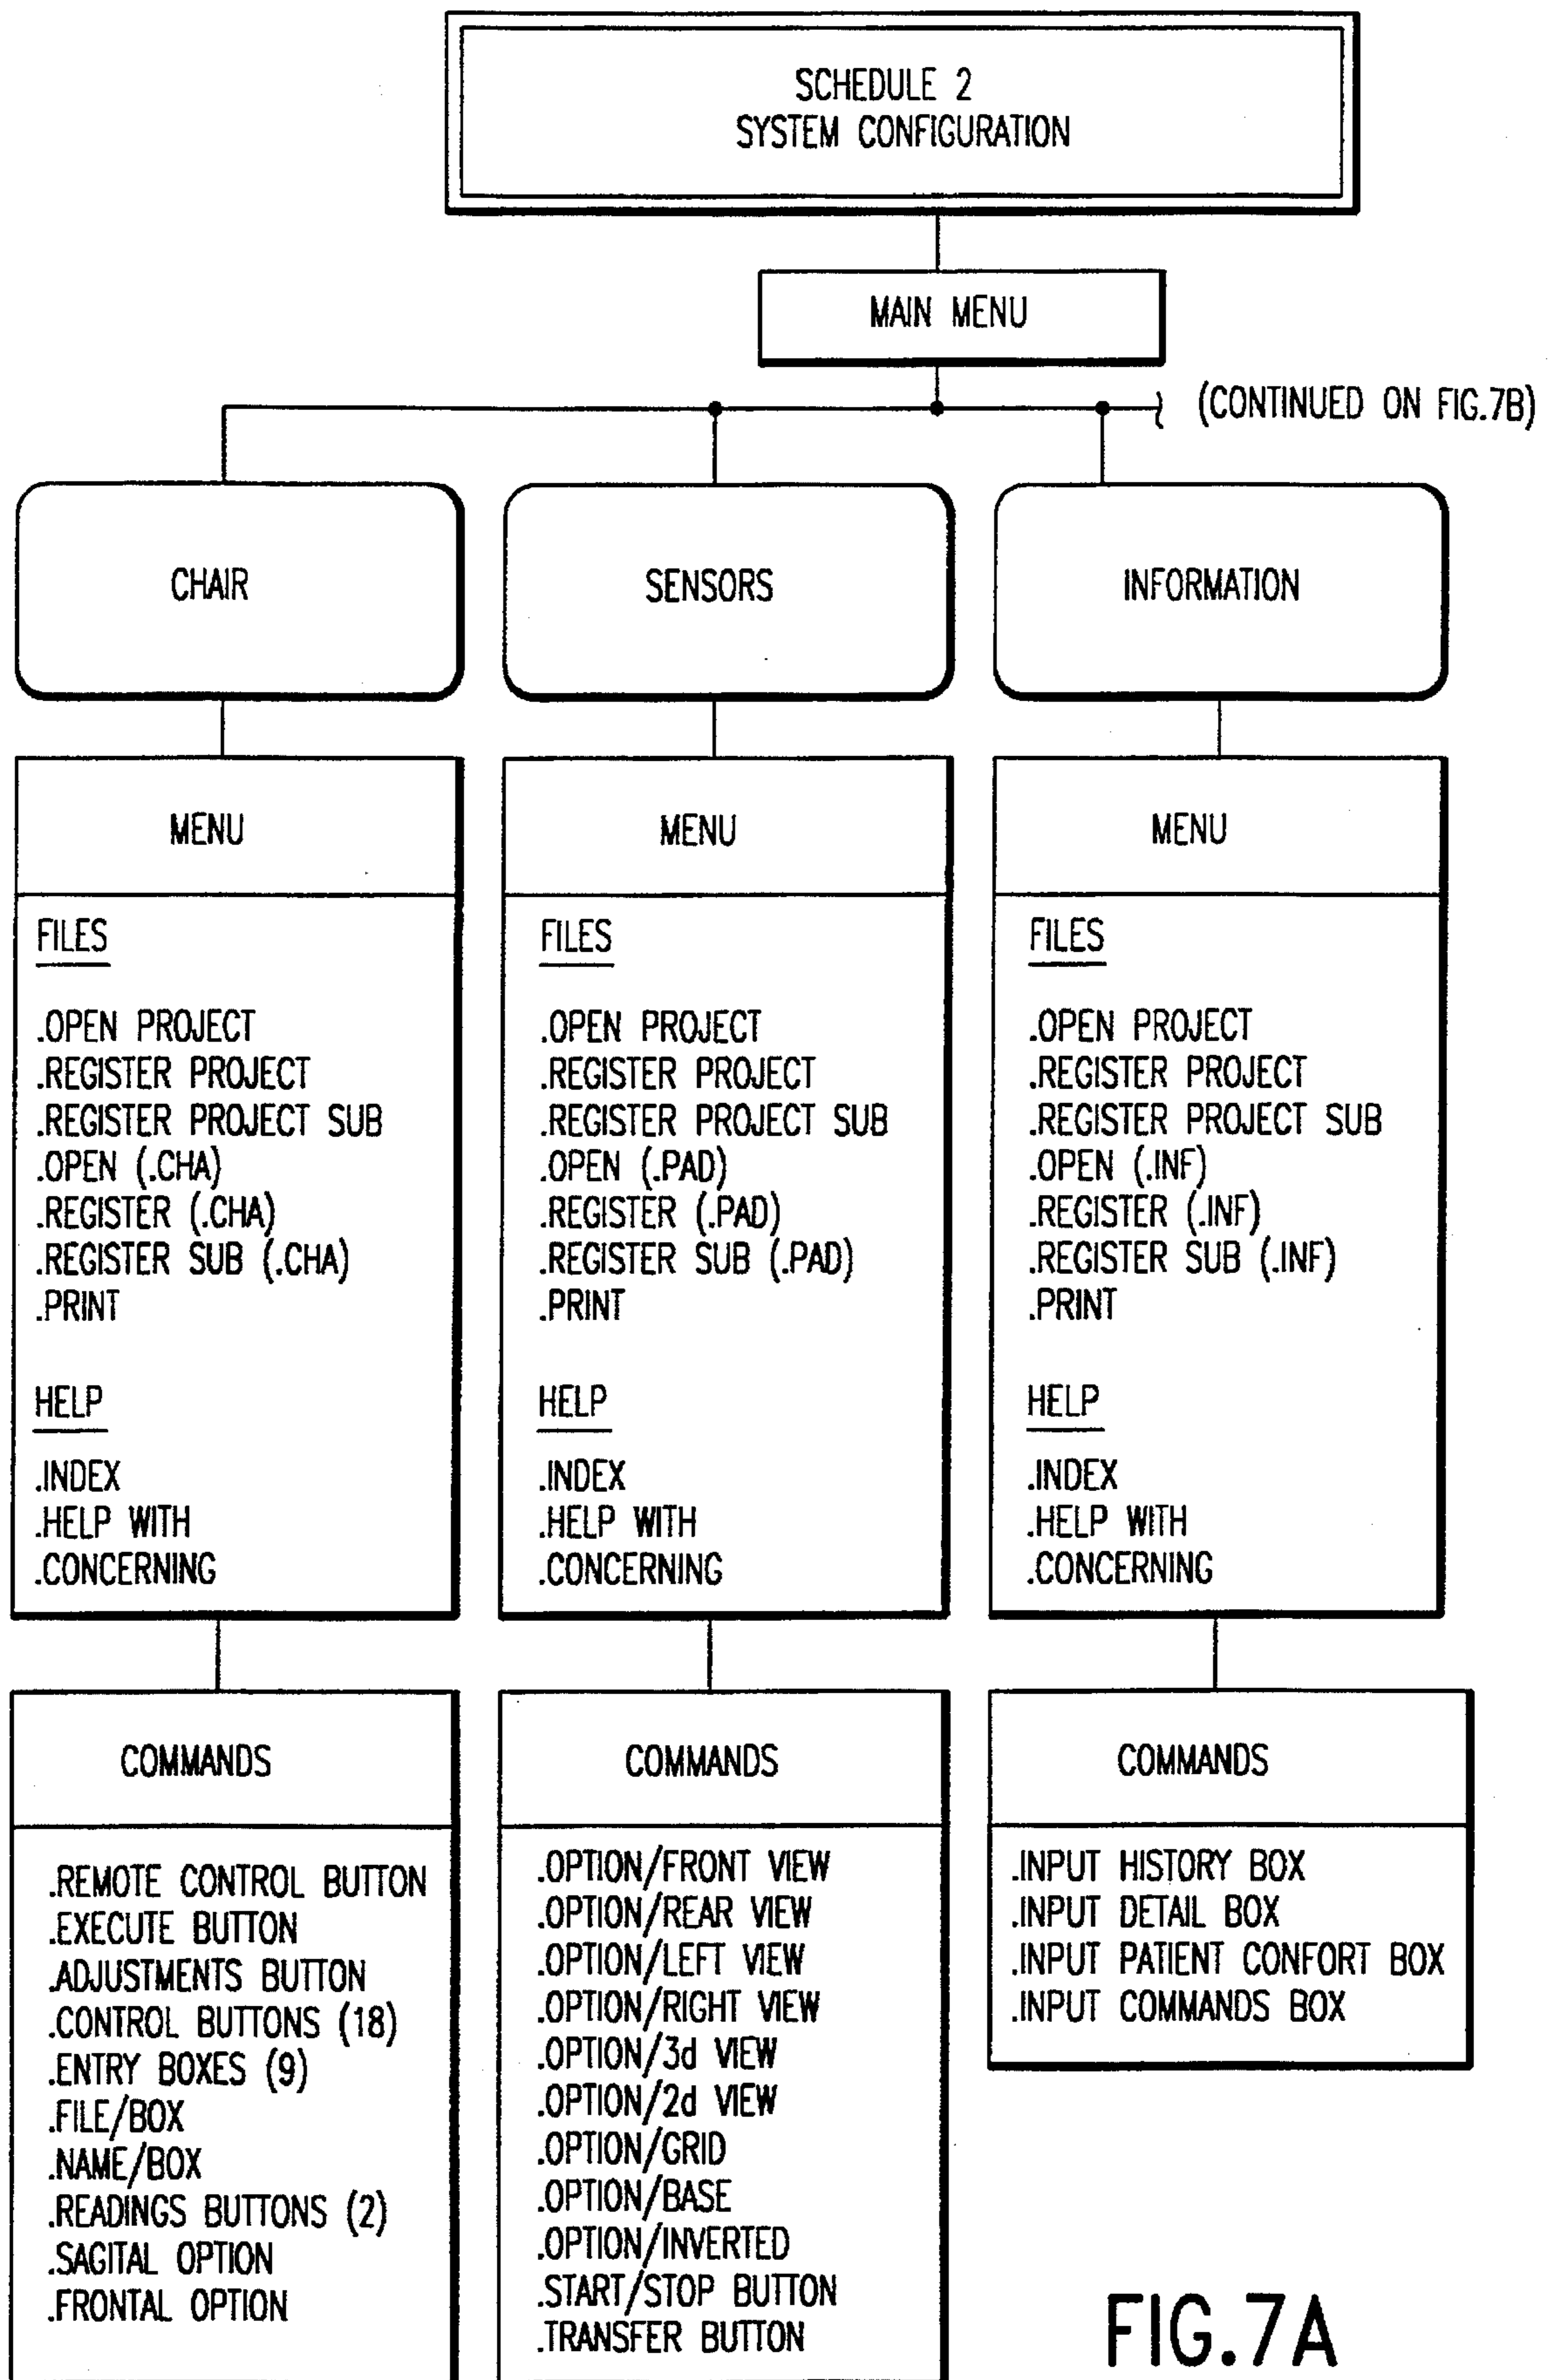 SCHEDULE 2
SYSTEM CONFIGURATION
MAIN MENU
(CONTINUED ON FIG.7B)
CHAIR
SENSORS
INFORMATION
MENU
FILES
.OPEN PROJECT
.REGISTER PROJECT
.REGISTER PROJECT SUB
.OPEN (.CHA)
.REGISTER (.CHA)
.REGISTER SUB (.CHA)
.PRINT
HELP
.INDEX
.HELP WITH
.CONCERNING
MENU
FILES
.OPEN PROJECT
.REGISTER PROJECT
.REGISTER PROJECT SUB
.OPEN (.PAD)
.REGISTER (.PAD)
.REGISTER SUB (.PAD)
.PRINT
HELP
.INDEX
.HELP WITH
.CONCERNING
MENU
FILES
.OPEN PROJECT
.REGISTER PROJECT
.REGISTER PROJECT SUB
.OPEN (.INF)
.REGISTER (.INF)
.REGISTER SUB (.INF)
.PRINT
HELP
.INDEX
.HELP WITH
.CONCERNING
COMMANDS
.REMOTE CONTROL BUTTON
.EXECUTE BUTTON
.ADJUSTMENTS BUTTON
.CONTROL BUTTONS (18)
.ENTRY BOXES (9)
.FILE/BOX
.NAME/BOX
.READINGS BUTTONS (2)
.SAGITAL OPTION
.FRONTAL OPTION
COMMANDS
.OPTION/FRONT VIEW
.OPTION/REAR VIEW
.OPTION/LEFT VIEW
.OPTION/RIGHT VIEW
.OPTION/3d VIEW
.OPTION/2d VIEW
.OPTION/GRID
.OPTION/BASE
.OPTION/INVERTED
.START/STOP BUTTON
.TRANSFER BUTTON
COMMANDS
.INPUT HISTORY BOX
.INPUT DETAIL BOX
.INPUT PATIENT CONFORT BOX
.INPUT COMMANDS BOX
FIG.7A